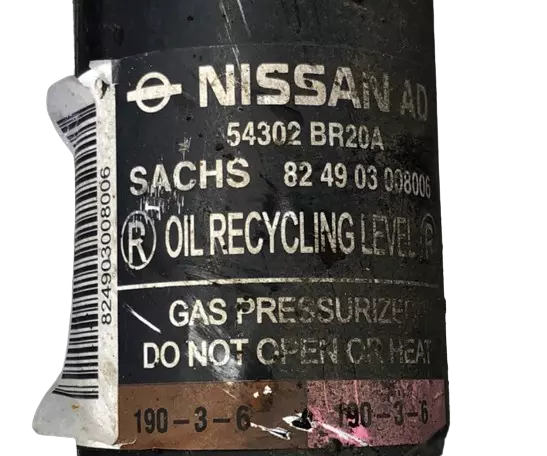 NISSAN AD
54302 BR20A
SACHS 82 49 03 008006
R OIL RECYCLING LEVEL R
GAS PRESSURIZED
DO NOT OPEN OR HEAT
190-3-6 190-3-6
824903008006